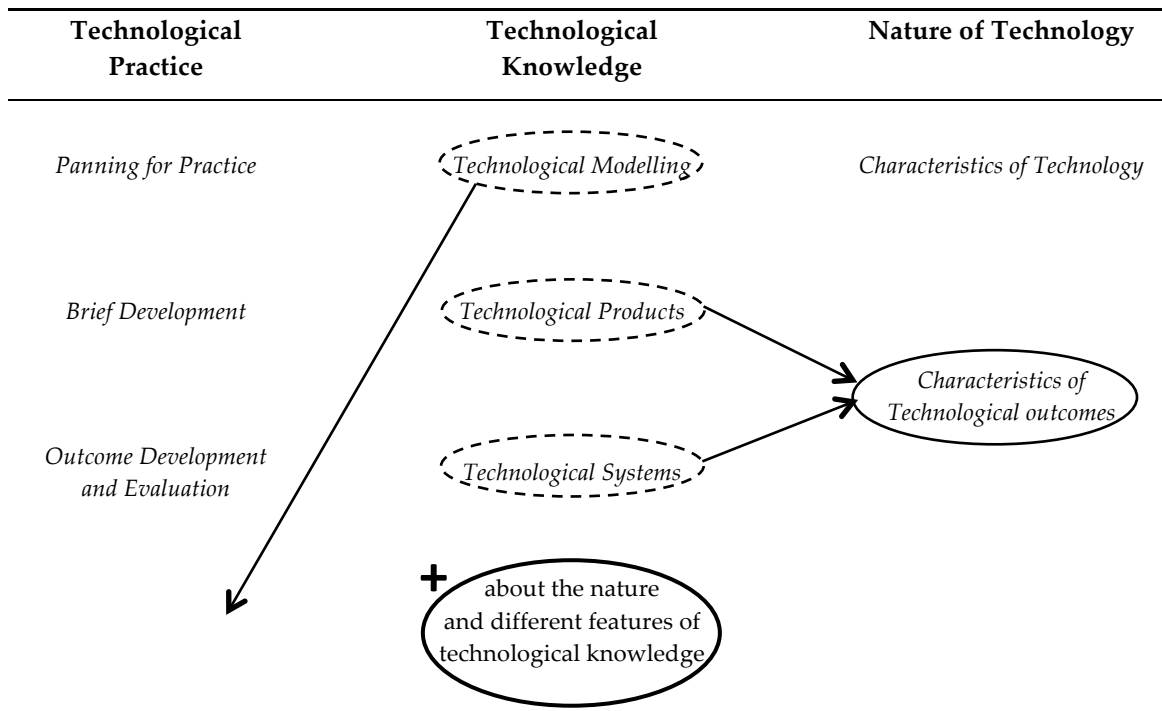 Technological
Practice
Technological
Knowledge
Nature of Technology
Panning for Practice
Technological Modelling
Characteristics of Technology
Brief Development
Technological Products
Characteristics of
Technological outcomes
Outcome Development
and Evaluation
Technological Systems
+
about the nature
and different features of
technological knowledge